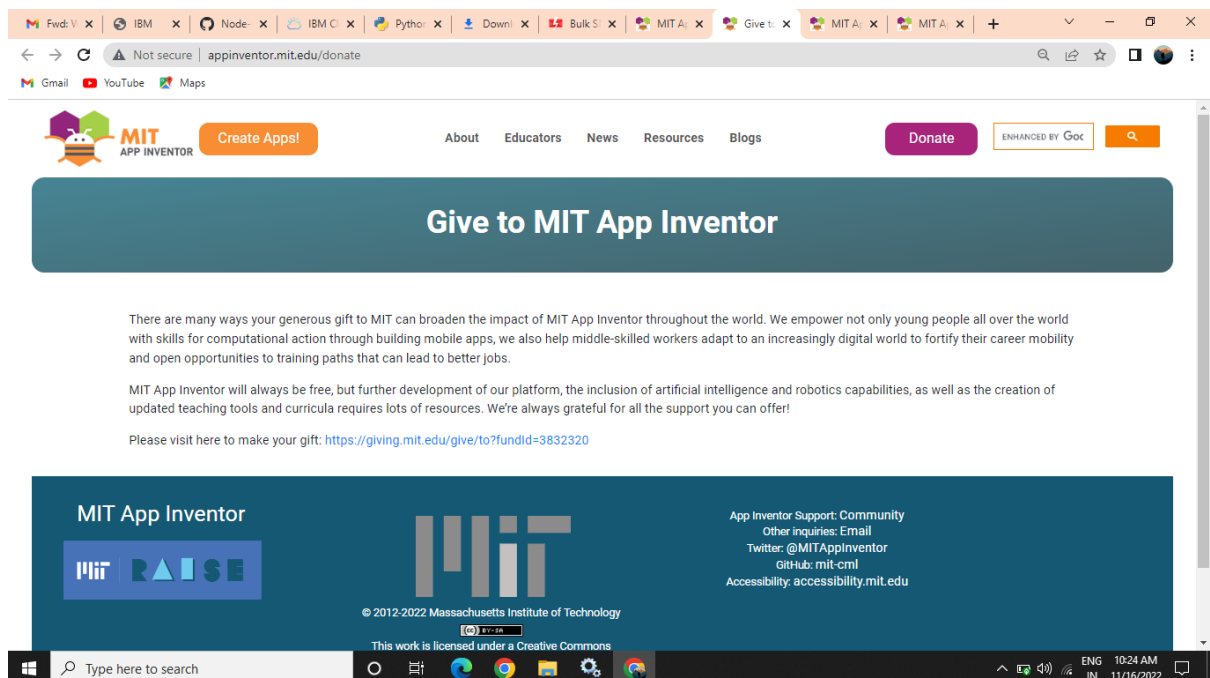 Fwd: V
IBM
Node-
IBM Cl
Python
Downl
Bulk S
MIT Ap
Give to
MIT Ap
MIT Ap
Not secure | appinventor.mit.edu/donate
Gmail
YouTube
Maps
MIT
APP INVENTOR
Create Apps!
About
Educators
News
Resources
Blogs
Donate
ENHANCED BY Goo
Give to MIT App Inventor
There are many ways your generous gift to MIT can broaden the impact of MIT App Inventor throughout the world. We empower not only young people all over the world
with skills for computational action through building mobile apps, we also help middle-skilled workers adapt to an increasingly digital world to fortify their career mobility
and open opportunities to training paths that can lead to better jobs.
MIT App Inventor will always be free, but further development of our platform, the inclusion of artificial intelligence and robotics capabilities, as well as the creation of
updated teaching tools and curricula requires lots of resources. We're always grateful for all the support you can offer!
Please visit here to make your gift: https://giving.mit.edu/give/to?fundId=3832320
MIT App Inventor
MIT RAISE
MIT
© 2012-2022 Massachusetts Institute of Technology
(cc) BY-SA
This work is licensed under a Creative Commons
App Inventor Support: Community
Other inquiries: Email
Twitter: @MITAppInventor
GitHub: mit-cml
Accessibility: accessibility.mit.edu
Type here to search
ENG
IN
10:24 AM
11/16/2022